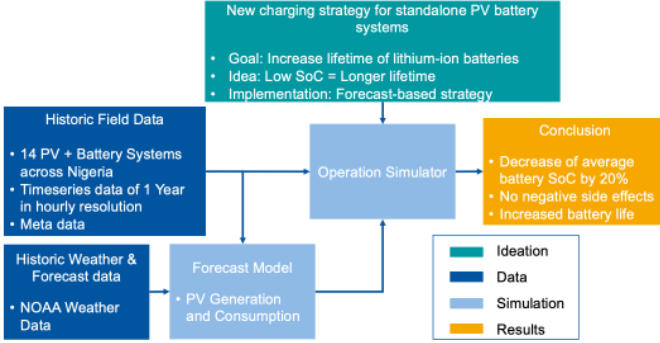 New charging strategy for standalone PV battery
systems
• Goal: Increase lifetime of lithium-ion batteries
• Idea: Low SoC = Longer lifetime
• Implementation: Forecast-based strategy
Historic Field Data
• 14 PV + Battery Systems
across Nigeria
• Timeseries data of 1 Year
in hourly resolution
• Meta data
Operation Simulator
Conclusion
• Decrease of average
battery SoC by 20%
• No negative side effects
• Increased battery life
Historic Weather &
Forecast data
• NOAA Weather
Data
Forecast Model
• PV Generation
and Consumption
Ideation
Data
Simulation
Results